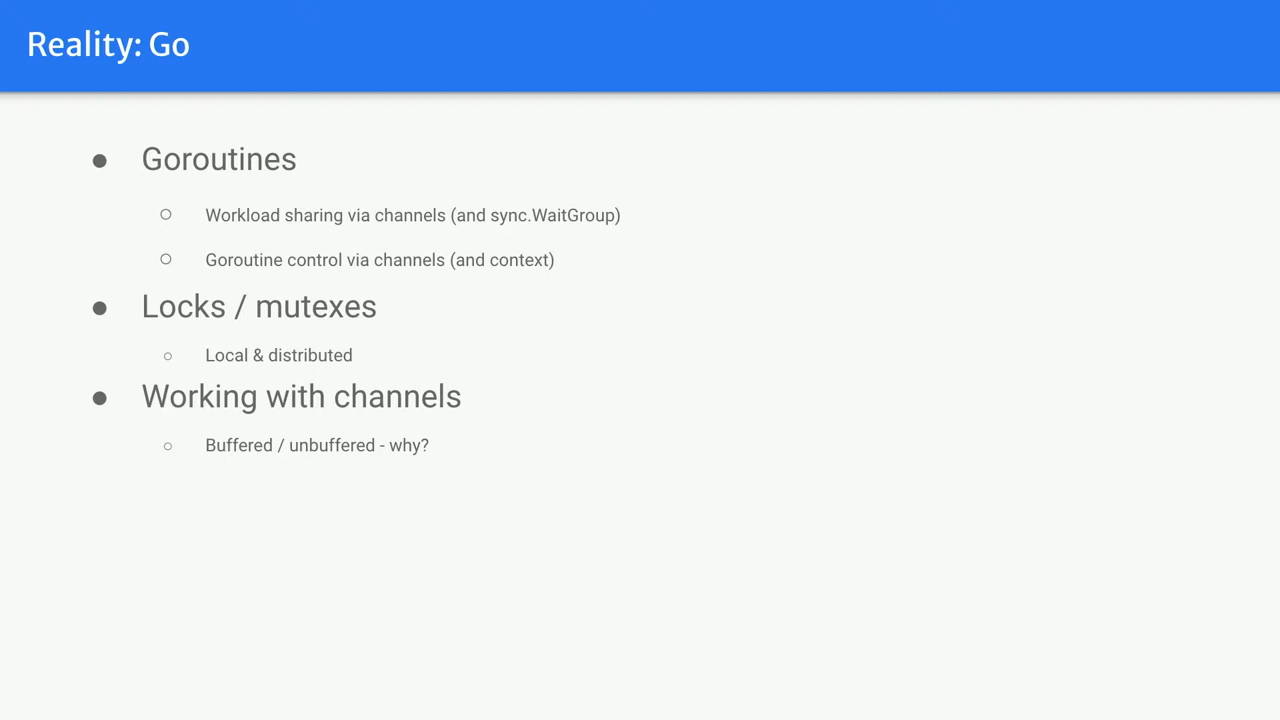 Reality: Go
● Goroutines
○ Workload sharing via channels (and sync.WaitGroup)
○ Goroutine control via channels (and context)
● Locks / mutexes
○ Local & distributed
● Working with channels
○ Buffered / unbuffered - why?